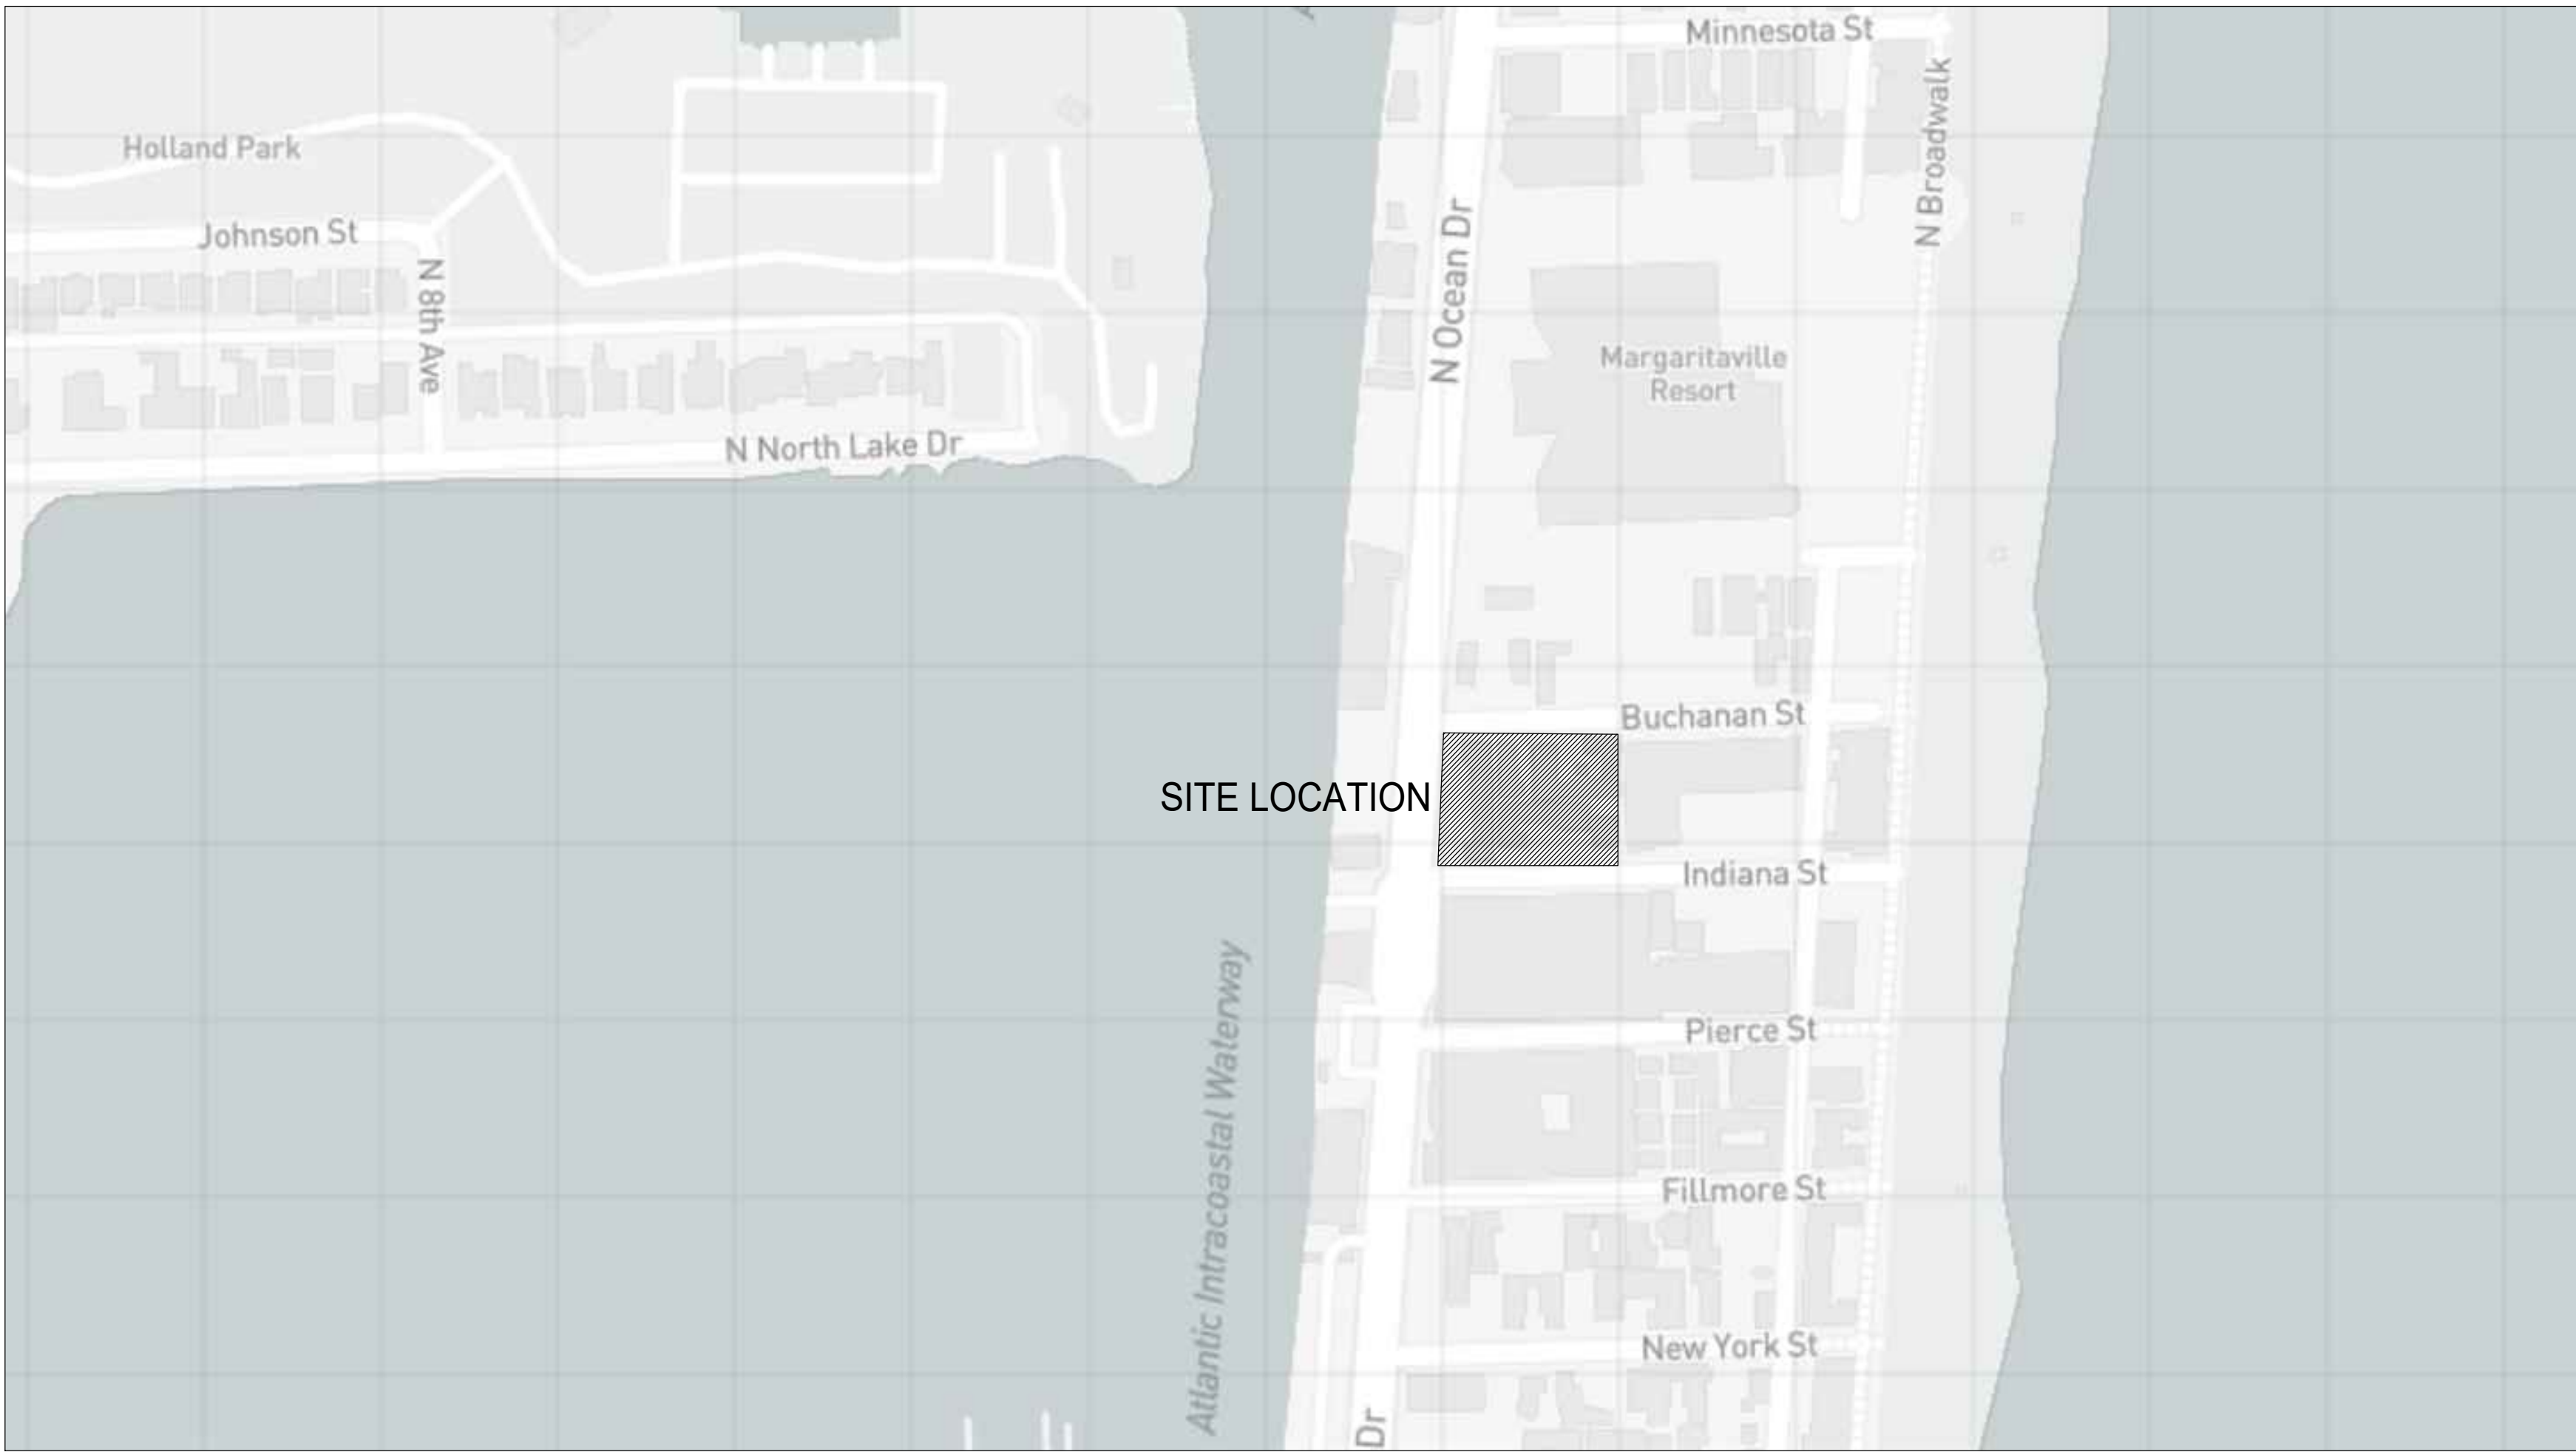 Minnesota St
N Broadwalk
Holland Park
Johnson St
N 8th Ave
N Ocean Dr
Margaritaville
Resort
N North Lake Dr
Buchanan St
SITE LOCATION
Indiana St
Atlantic Intracoastal Waterway
Pierce St
Fillmore St
New York St
Dr